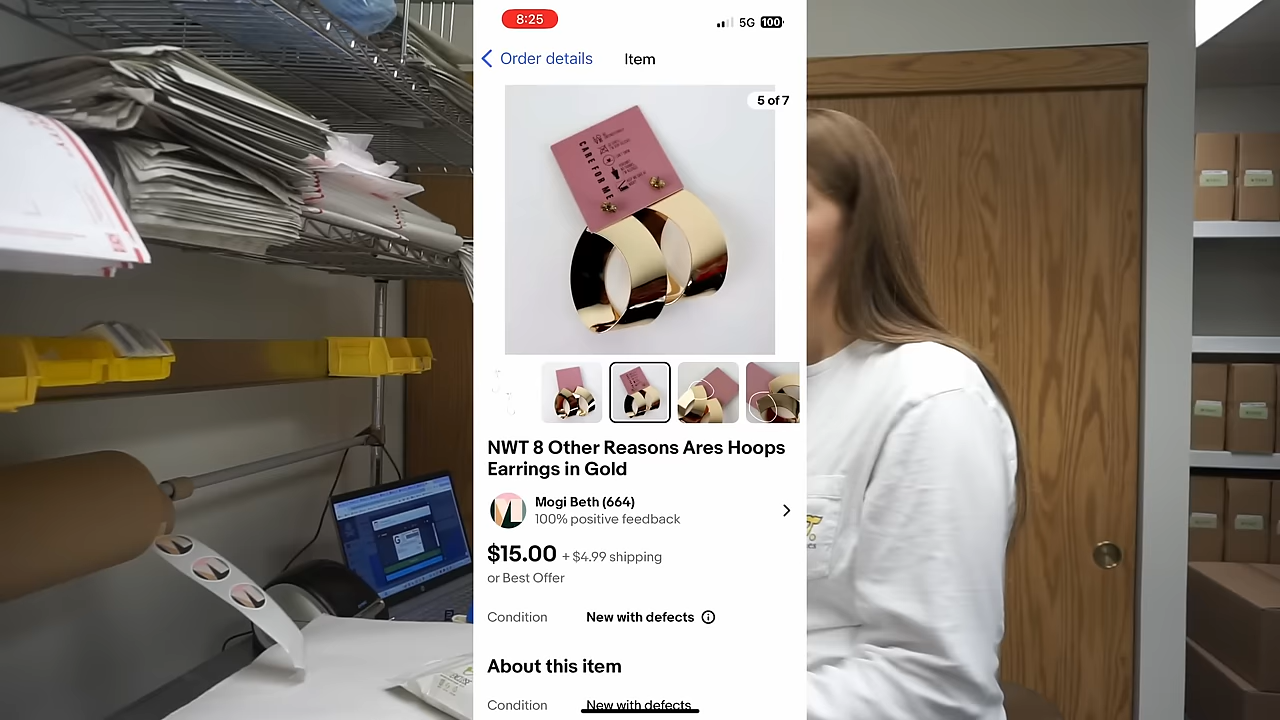 8:25
5G
100
Order details
Item
5 of 7
CARE FOR ME
NWT 8 Other Reasons Ares Hoops
Earrings in Gold
Mogi Beth (664)
100% positive feedback
$15.00 + $4.99 shipping
or Best Offer
Condition
New with defects
About this item
Condition
New with defects